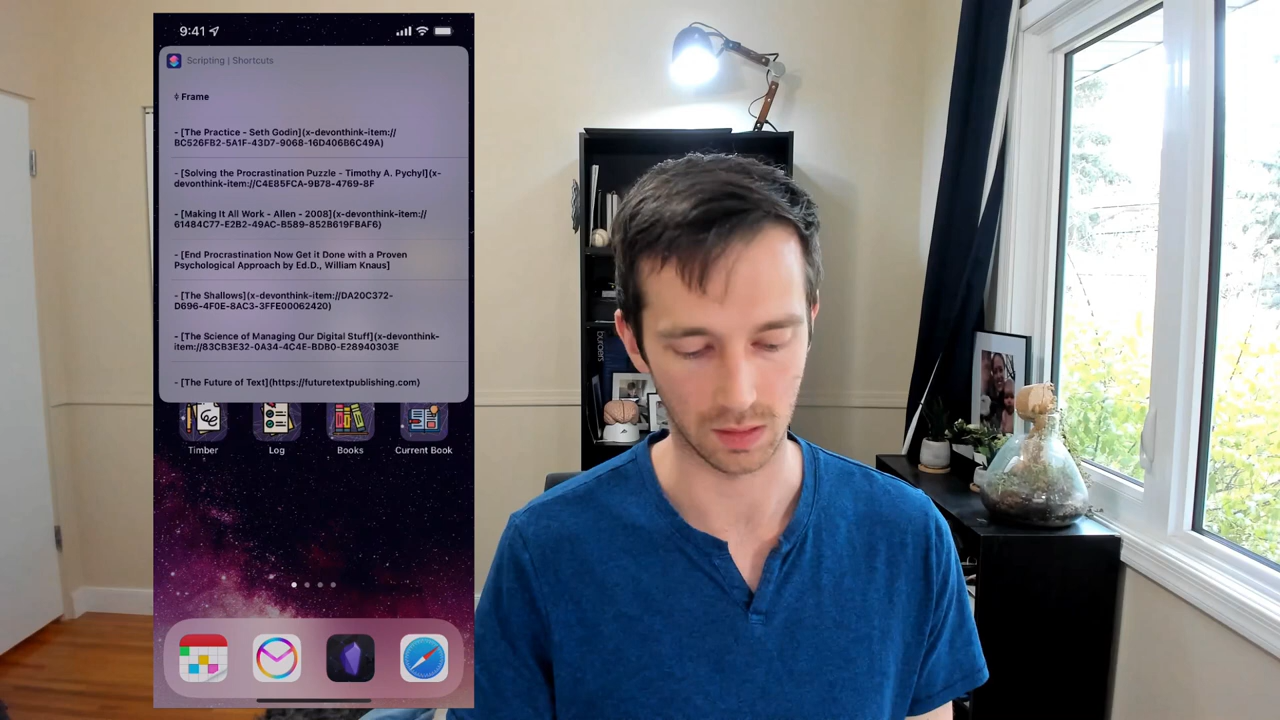 9:41
Scripting | Shortcuts
Frame
- [The Practice - Seth Godin](x-devonthink-item://
BC526FB2-5A1F-43D7-9068-16D406B6C49A)
- [Solving the Procrastination Puzzle - Timothy A. Pychyl](x-
devonthink-item://C4E85FCA-9B78-4769-8F
- [Making It All Work - Allen - 2008](x-devonthink-item://
61484C77-E2B2-49AC-B589-852B619FBAF6)
- [End Procrastination Now Get it Done with a Proven
Psychological Approach by Ed.D., William Knaus]
- [The Shallows](x-devonthink-item://DA20C372-
D696-4F0E-8AC3-3FFE00062420)
- [The Science of Managing Our Digital Stuff](x-devonthink-
item://83CB3E32-0A34-4C4E-BDB0-E28940303E
- [The Future of Text](https://futuretextpublishing.com)
Timber
Log
Books
Current Book
burgers